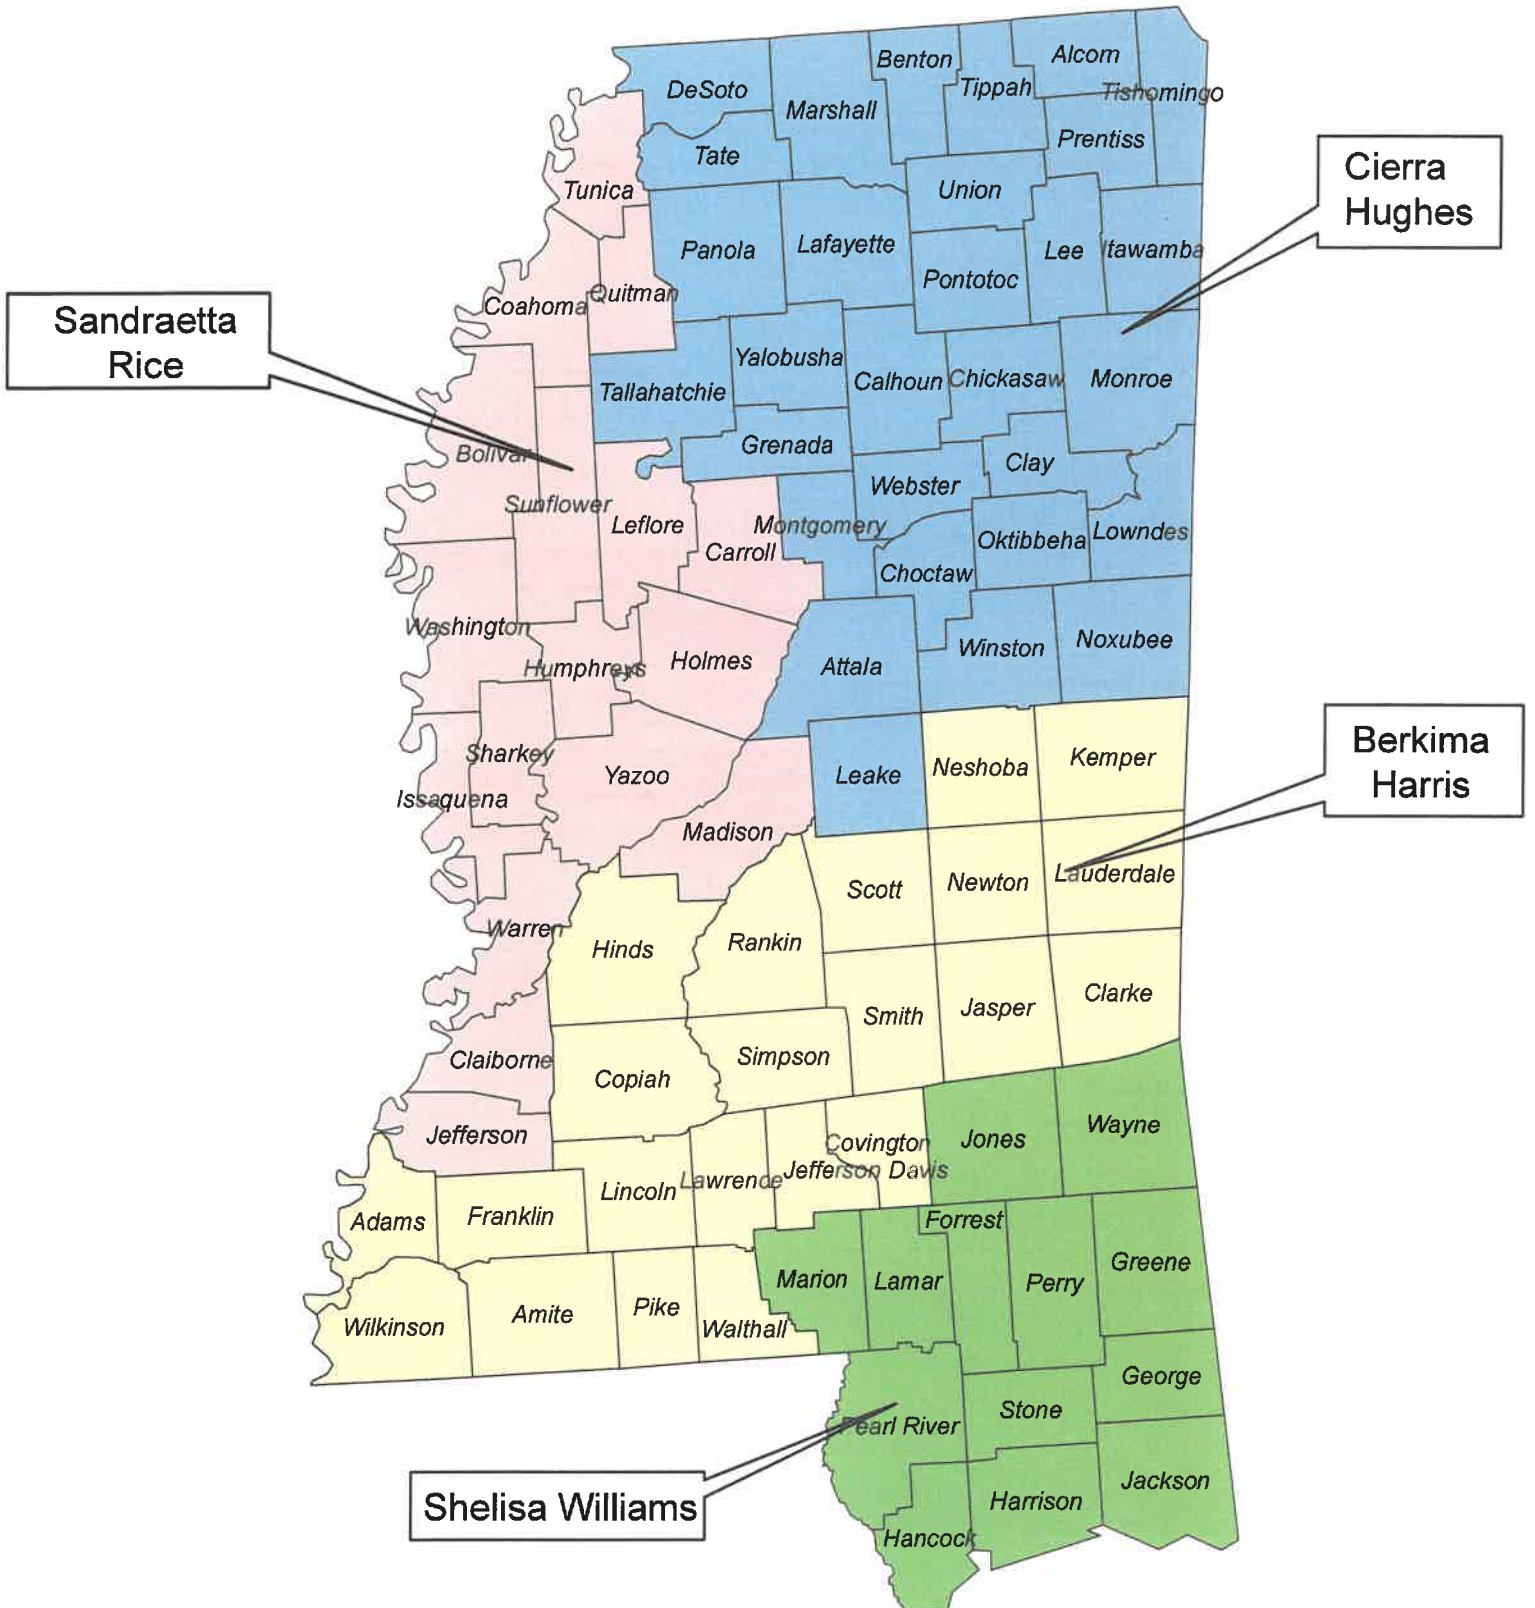 Benton
Alcorn
DeSoto
Tippah
Tishomingo
Marshall
Prentiss
Tate
Cierra
Hughes
Tunica
Union
Panola
Lafayette
Lee
Itawamba
Pontotoc
Quitman
Coahoma
Sandraetta
Rice
Yalobusha
Tallahatchie
Calhoun
Chickasaw
Monroe
Grenada
Bolivar
Clay
Webster
Sunflower
Leflore
Montgomery
Carroll
Oktibbeha
Lowndes
Choctaw
Washington
Humphreys
Holmes
Attala
Winston
Noxubee
Berkima
Harris
Sharkey
Yazoo
Leake
Neshoba
Kemper
Issaquena
Madison
Scott
Newton
Lauderdale
Warren
Hinds
Rankin
Smith
Jasper
Clarke
Claiborne
Copiah
Simpson
Jefferson
Covington
Jones
Wayne
Lincoln
Lawrence
Jefferson Davis
Adams
Franklin
Forrest
Marion
Lamar
Perry
Greene
Wilkinson
Amite
Pike
Walthall
George
Stone
Pearl River
Shelisa Williams
Harrison
Jackson
Hancock